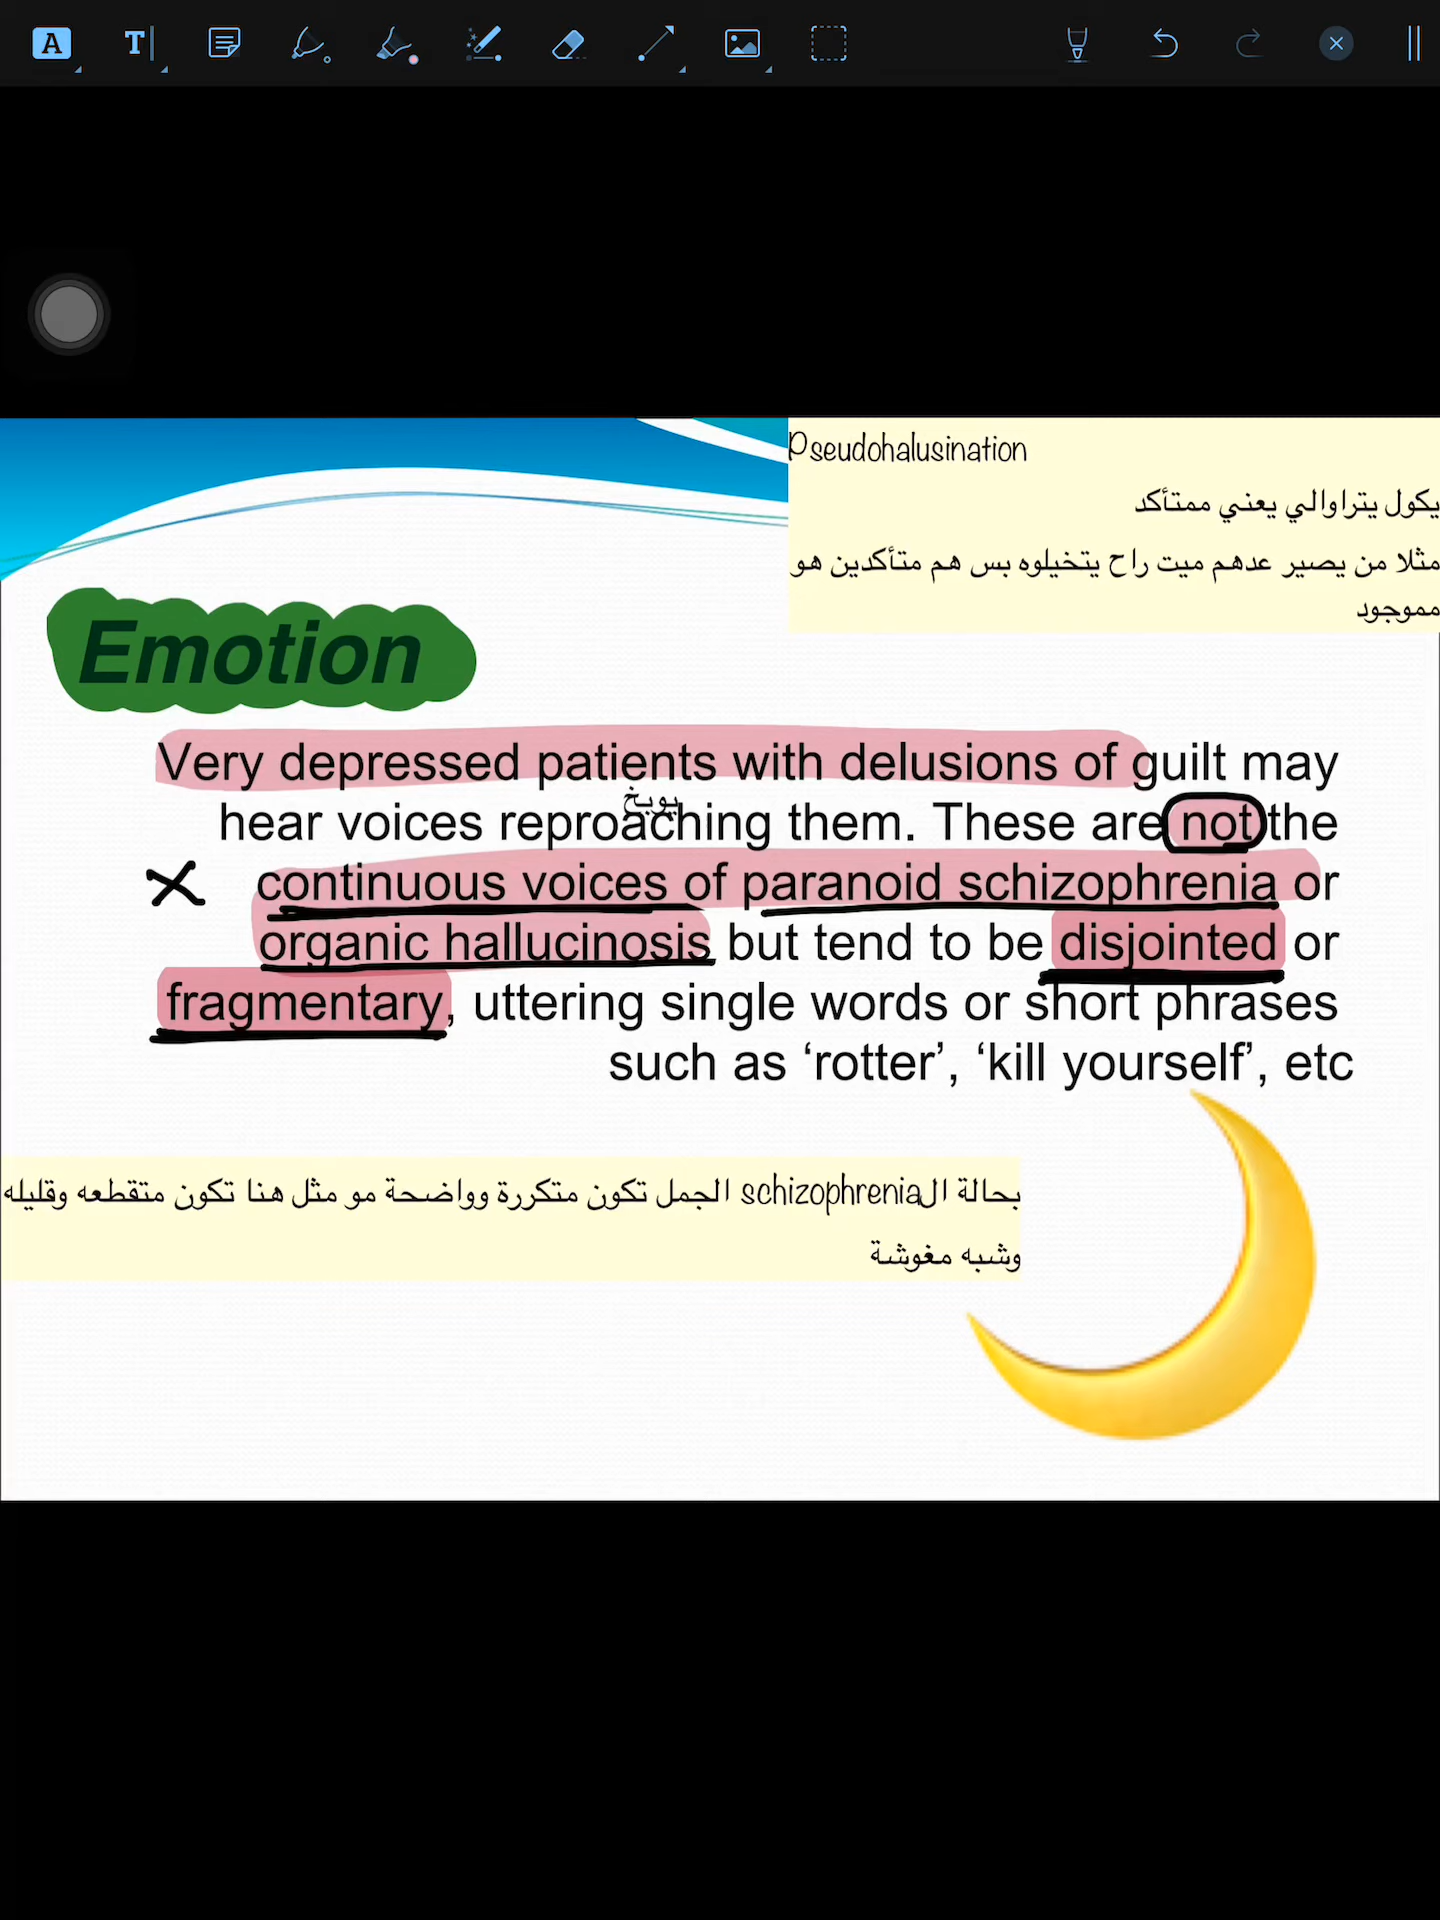 Pseudohalusination
يكول يتراوالي يعني ممتأكد
مثلا من يصير عدهم ميت راح يتخيلوه بس هم متأكدين هو
مموجود
Emotion
Very depressed patients with delusions of guilt may
يوبخ
hear voices reproaching them. These are not the
continuous voices of paranoid schizophrenia or
organic hallucinosis but tend to be disjointed or
fragmentary, uttering single words or short phrases
such as ‘rotter’, ‘kill yourself’, etc
بحالة الschizophrenia الجمل تكون متكررة وواضحة مو مثل هنا تكون متقطعه وقليله
وشبه مغوشة